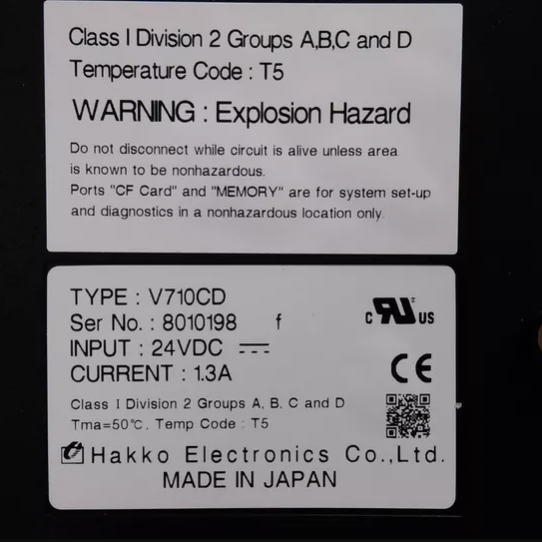 Class I Division 2 Groups A,B,C and D
Temperature Code : T5
WARNING : Explosion Hazard
Do not disconnect while circuit is alive unless area
is known to be nonhazardous.
Ports "CF Card" and "MEMORY" are for system set-up
and diagnostics in a nonhazardous location only.
TYPE : V710CD
Ser No. : 8010198 f
INPUT : 24VDC
CURRENT : 1.3A
c RU US
CE
Class I Division 2 Groups A, B, C and D
Tma=50℃, Temp Code : T5
Hakko Electronics Co.,Ltd.
MADE IN JAPAN